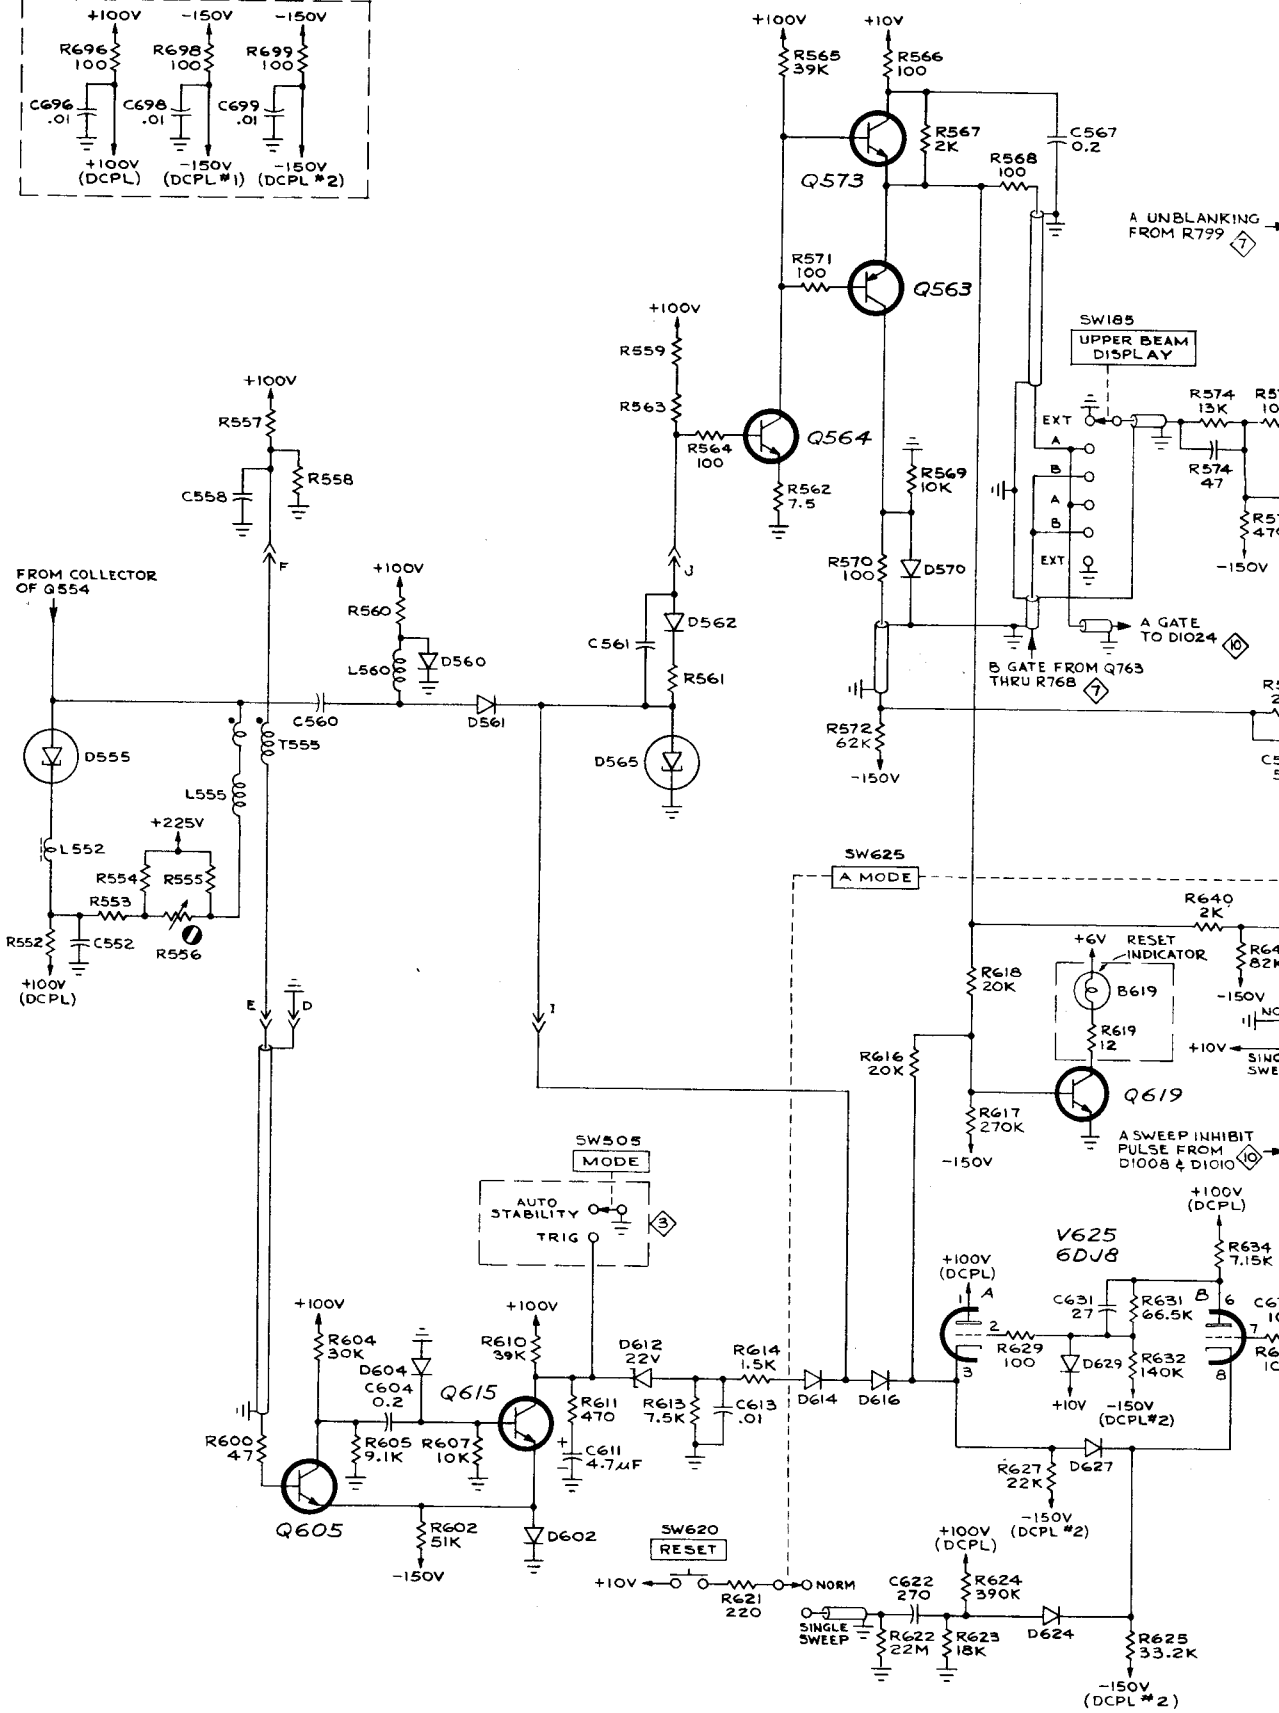 +100V
-150V
-150V
R696
100
R698
100
R699
100
C696
.01
C698
.01
C699
.01
+100V
(DCPL)
-150V
(DCPL #1)
-150V
(DCPL #2)
+100V
+10V
R565
39K
R566
100
R567
2K
C567
0.2
R568
100
Q573
A UNBLANKING
FROM R799
7
R571
100
Q563
+100V
R559
R563
SW185
UPPER BEAM
DISPLAY
R574
13K
EXT
A
B
A
B
EXT
R574
47
-150V
+100V
R557
R558
C558
F
Q564
R564
100
R562
7.5
R569
10K
R570
100
D570
J
FROM COLLECTOR
OF Q554
+100V
R560
L560
D560
C561
D562
R561
A GATE
TO D1024
10
B GATE FROM Q763
THRU R768
7
C560
D561
T555
D555
L555
D565
R572
62K
-150V
+225V
L552
R554
R555
R553
R556
R552
C552
+100V
(DCPL)
SW625
A MODE
R640
2K
+6V
RESET
INDICATOR
82K
-150V
R618
20K
B619
R619
12
+10V
E
D
I
R616
20K
R617
270K
-150V
Q619
A SWEEP INHIBIT
PULSE FROM
D1008 & D1010
10
SW505
MODE
AUTO
STABILITY
TRIG
3
+100V
(DCPL)
V625
6DJ8
R634
7.15K
+100V
(DCPL)
1
A
2
3
C631
27
R631
66.5K
B
6
7
8
R629
100
D629
R632
140K
+10V
-150V
(DCPL#2)
+100V
R604
30K
D604
C604
0.2
+100V
R610
39K
Q615
D612
22V
R614
1.5K
D614
D616
R611
470
R613
7.5K
C613
.01
+
C611
4.7µF
R600
47
R605
9.1K
R607
10K
Q605
R602
51K
-150V
D602
R627
22K
D627
-150V
(DCPL #2)
SW620
RESET
+10V
R621
220
NORM
SINGLE
SWEEP
C622
270
+100V
(DCPL)
R624
390K
R622
22M
R623
18K
D624
R625
33.2K
-150V
(DCPL #2)